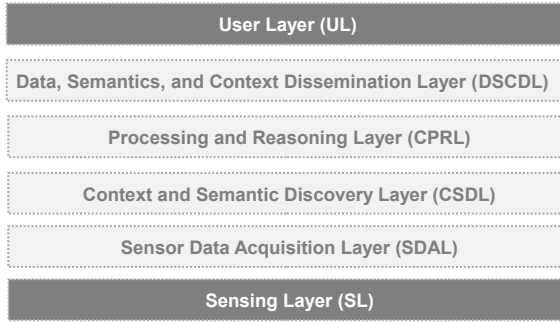 User Layer (UL)
Data, Semantics, and Context Dissemination Layer (DSCDL)
Processing and Reasoning Layer (CPRL)
Context and Semantic Discovery Layer (CSDL)
Sensor Data Acquisition Layer (SDAL)
Sensing Layer (SL)